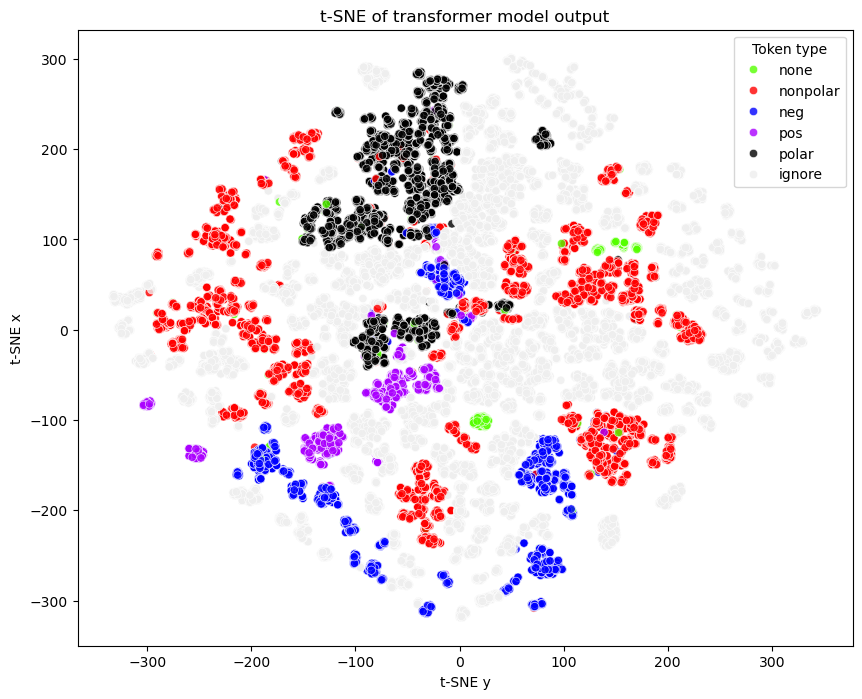 t-SNE of transformer model output
Token type
none
nonpolar
neg
pos
polar
ignore
300
200
100
0
−100
−200
−300
t-SNE x
−300
−200
−100
0
100
200
300
t-SNE y